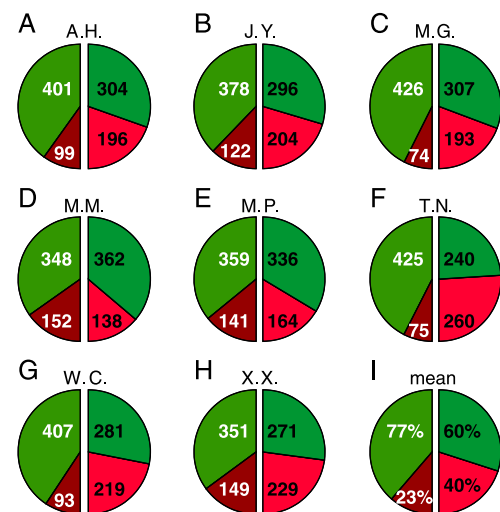 A A.H.
401 304
99 196
B J.Y.
378 296
122 204
C M.G.
426 307
74 193
D M.M.
348 362
152 138
E M.P.
359 336
141 164
F T.N.
425 240
75 260
G W.C.
407 281
93 219
H X.X.
351 271
149 229
I mean
77% 60%
23% 40%